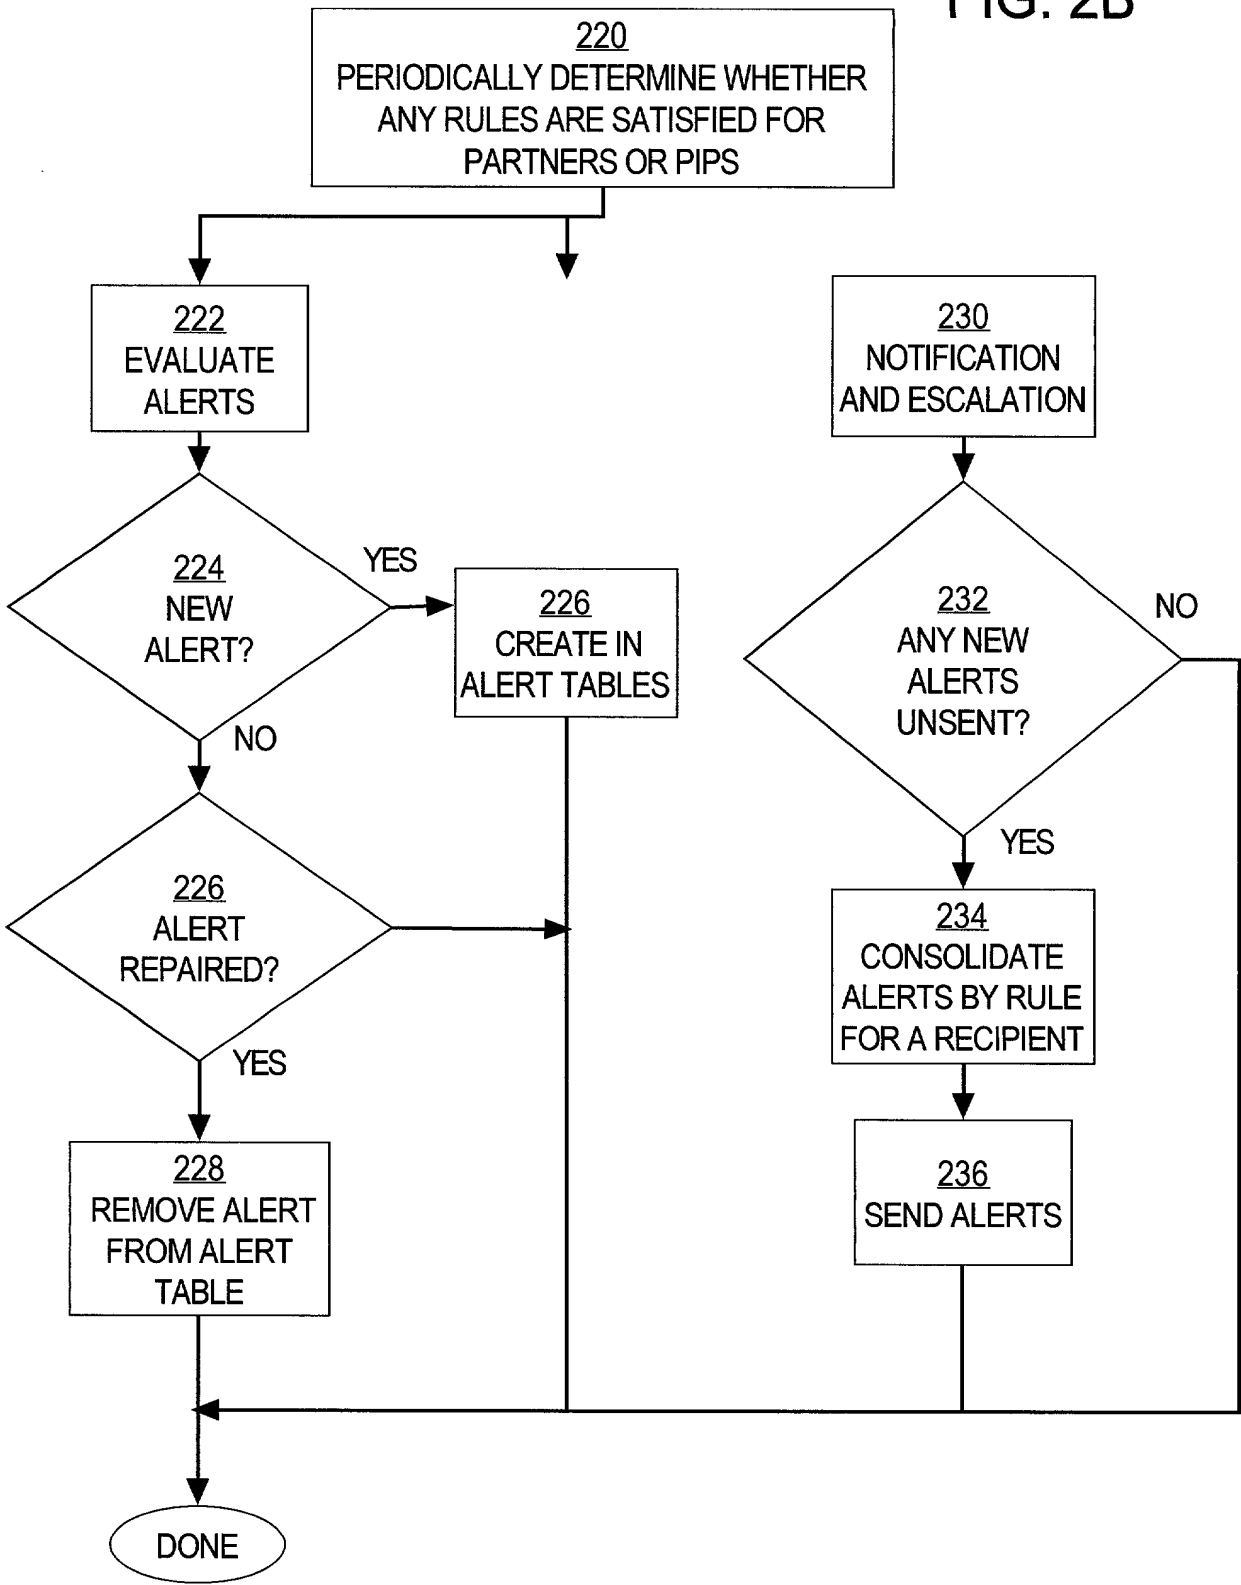 FIG. 2B
220
PERIODICALLY DETERMINE WHETHER
ANY RULES ARE SATISFIED FOR
PARTNERS OR PIPS
222
EVALUATE
ALERTS
230
NOTIFICATION
AND ESCALATION
224
NEW
ALERT?
YES
NO
226
CREATE IN
ALERT TABLES
232
ANY NEW
ALERTS
UNSENT?
NO
YES
226
ALERT
REPAIRED?
YES
234
CONSOLIDATE
ALERTS BY RULE
FOR A RECIPIENT
228
REMOVE ALERT
FROM ALERT
TABLE
236
SEND ALERTS
DONE